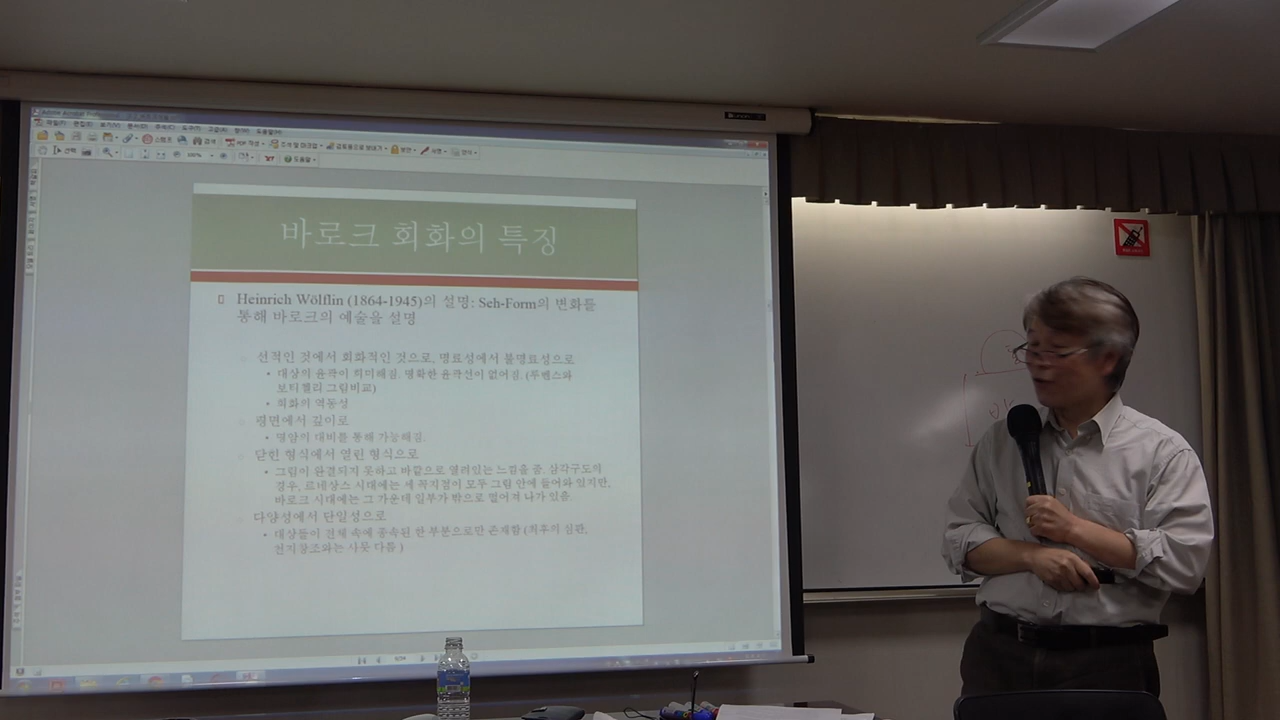 바로크 회화의 특징
Heinrich Wölflin (1864-1945)의 설명: Seh-Form의 변화를
통해 바로크의 예술을 설명
선적인 것에서 회화적인 것으로, 명료성에서 불명료성으로
• 대상의 윤곽이 희미해짐. 명확한 윤곽선이 없어짐. (루벤스와
보티첼리 그림비교)
• 회화의 역동성
평면에서 깊이로
• 명암의 대비를 통해 가능해짐.
닫힌 형식에서 열린 형식으로
• 그림이 완결되지 못하고 바깥으로 열려있는 느낌을 줌. 삼각구도의
경우, 르네상스 시대에는 세 꼭지점이 모두 그림 안에 들어와 있지만,
바로크 시대에는 그 가운데 일부가 밖으로 떨어져 나가 있음.
다양성에서 단일성으로
• 대상들이 전체 속에 종속된 한 부분으로만 존재함 (최후의 심판,
천지창조와는 사뭇 다름 )